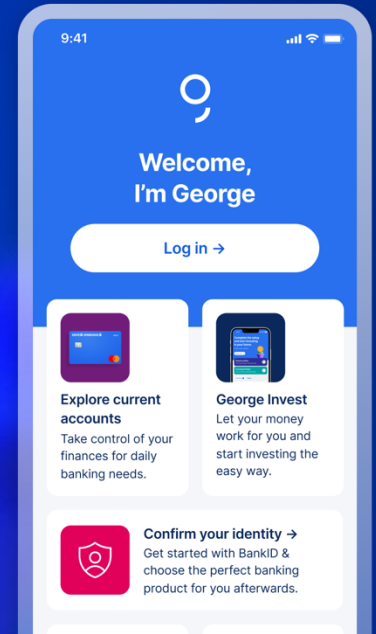 9:41
Welcome,
I'm George
Log in →
Explore current
accounts
Take control of your
finances for daily
banking needs.
George Invest
Let your money
work for you and
start investing the
easy way.
Confirm your identity →
Get started with BankID &
choose the perfect banking
product for you afterwards.